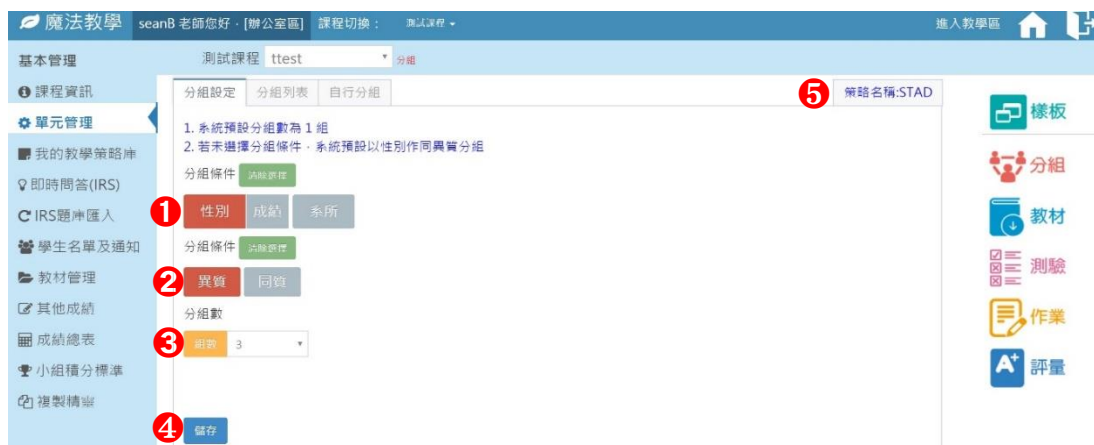 魔法教學 seanB 老師您好 · [辦公室區] 課程切換： 測試課程 進入教學區
基本管理
測試課程 ttest 分組
課程資訊
單元管理
我的教學策略庫
即時問答(IRS)
IRS題庫匯入
學生名單及通知
教材管理
其他成績
成績總表
小組積分標準
複製精靈
分組設定 分組列表 自行分組
5 策略名稱:STAD
1. 系統預設分組數為 1 組
2. 若未選擇分組條件 · 系統預設以性別作同異質分組
分組條件 清除選擇
1 性別 成績 系所
分組條件 清除選擇
2 異質 同質
分組數
3 組數 3
4 儲存
樣板
分組
教材
測驗
作業
A+ 評量